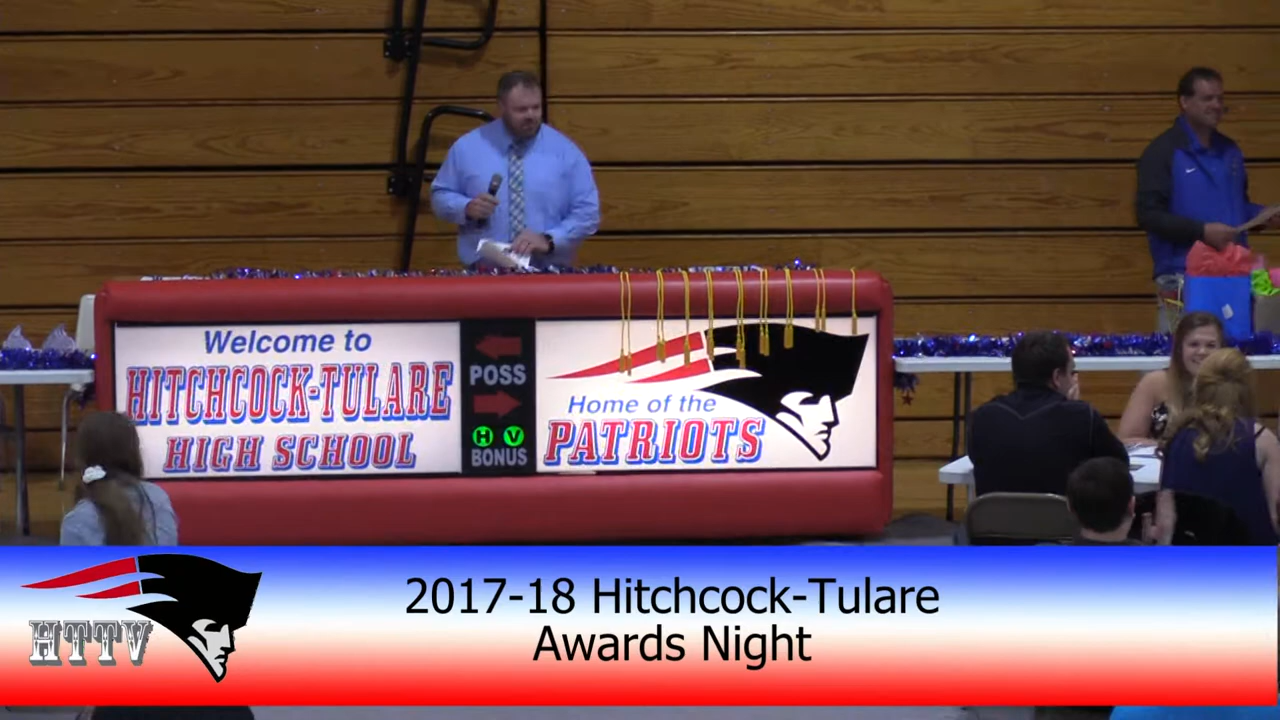 Welcome to
HITCHCOCK-TULARE
HIGH SCHOOL
POSS
H V
BONUS
Home of the
PATRIOTS
HTTV
2017-18 Hitchcock-Tulare
Awards Night